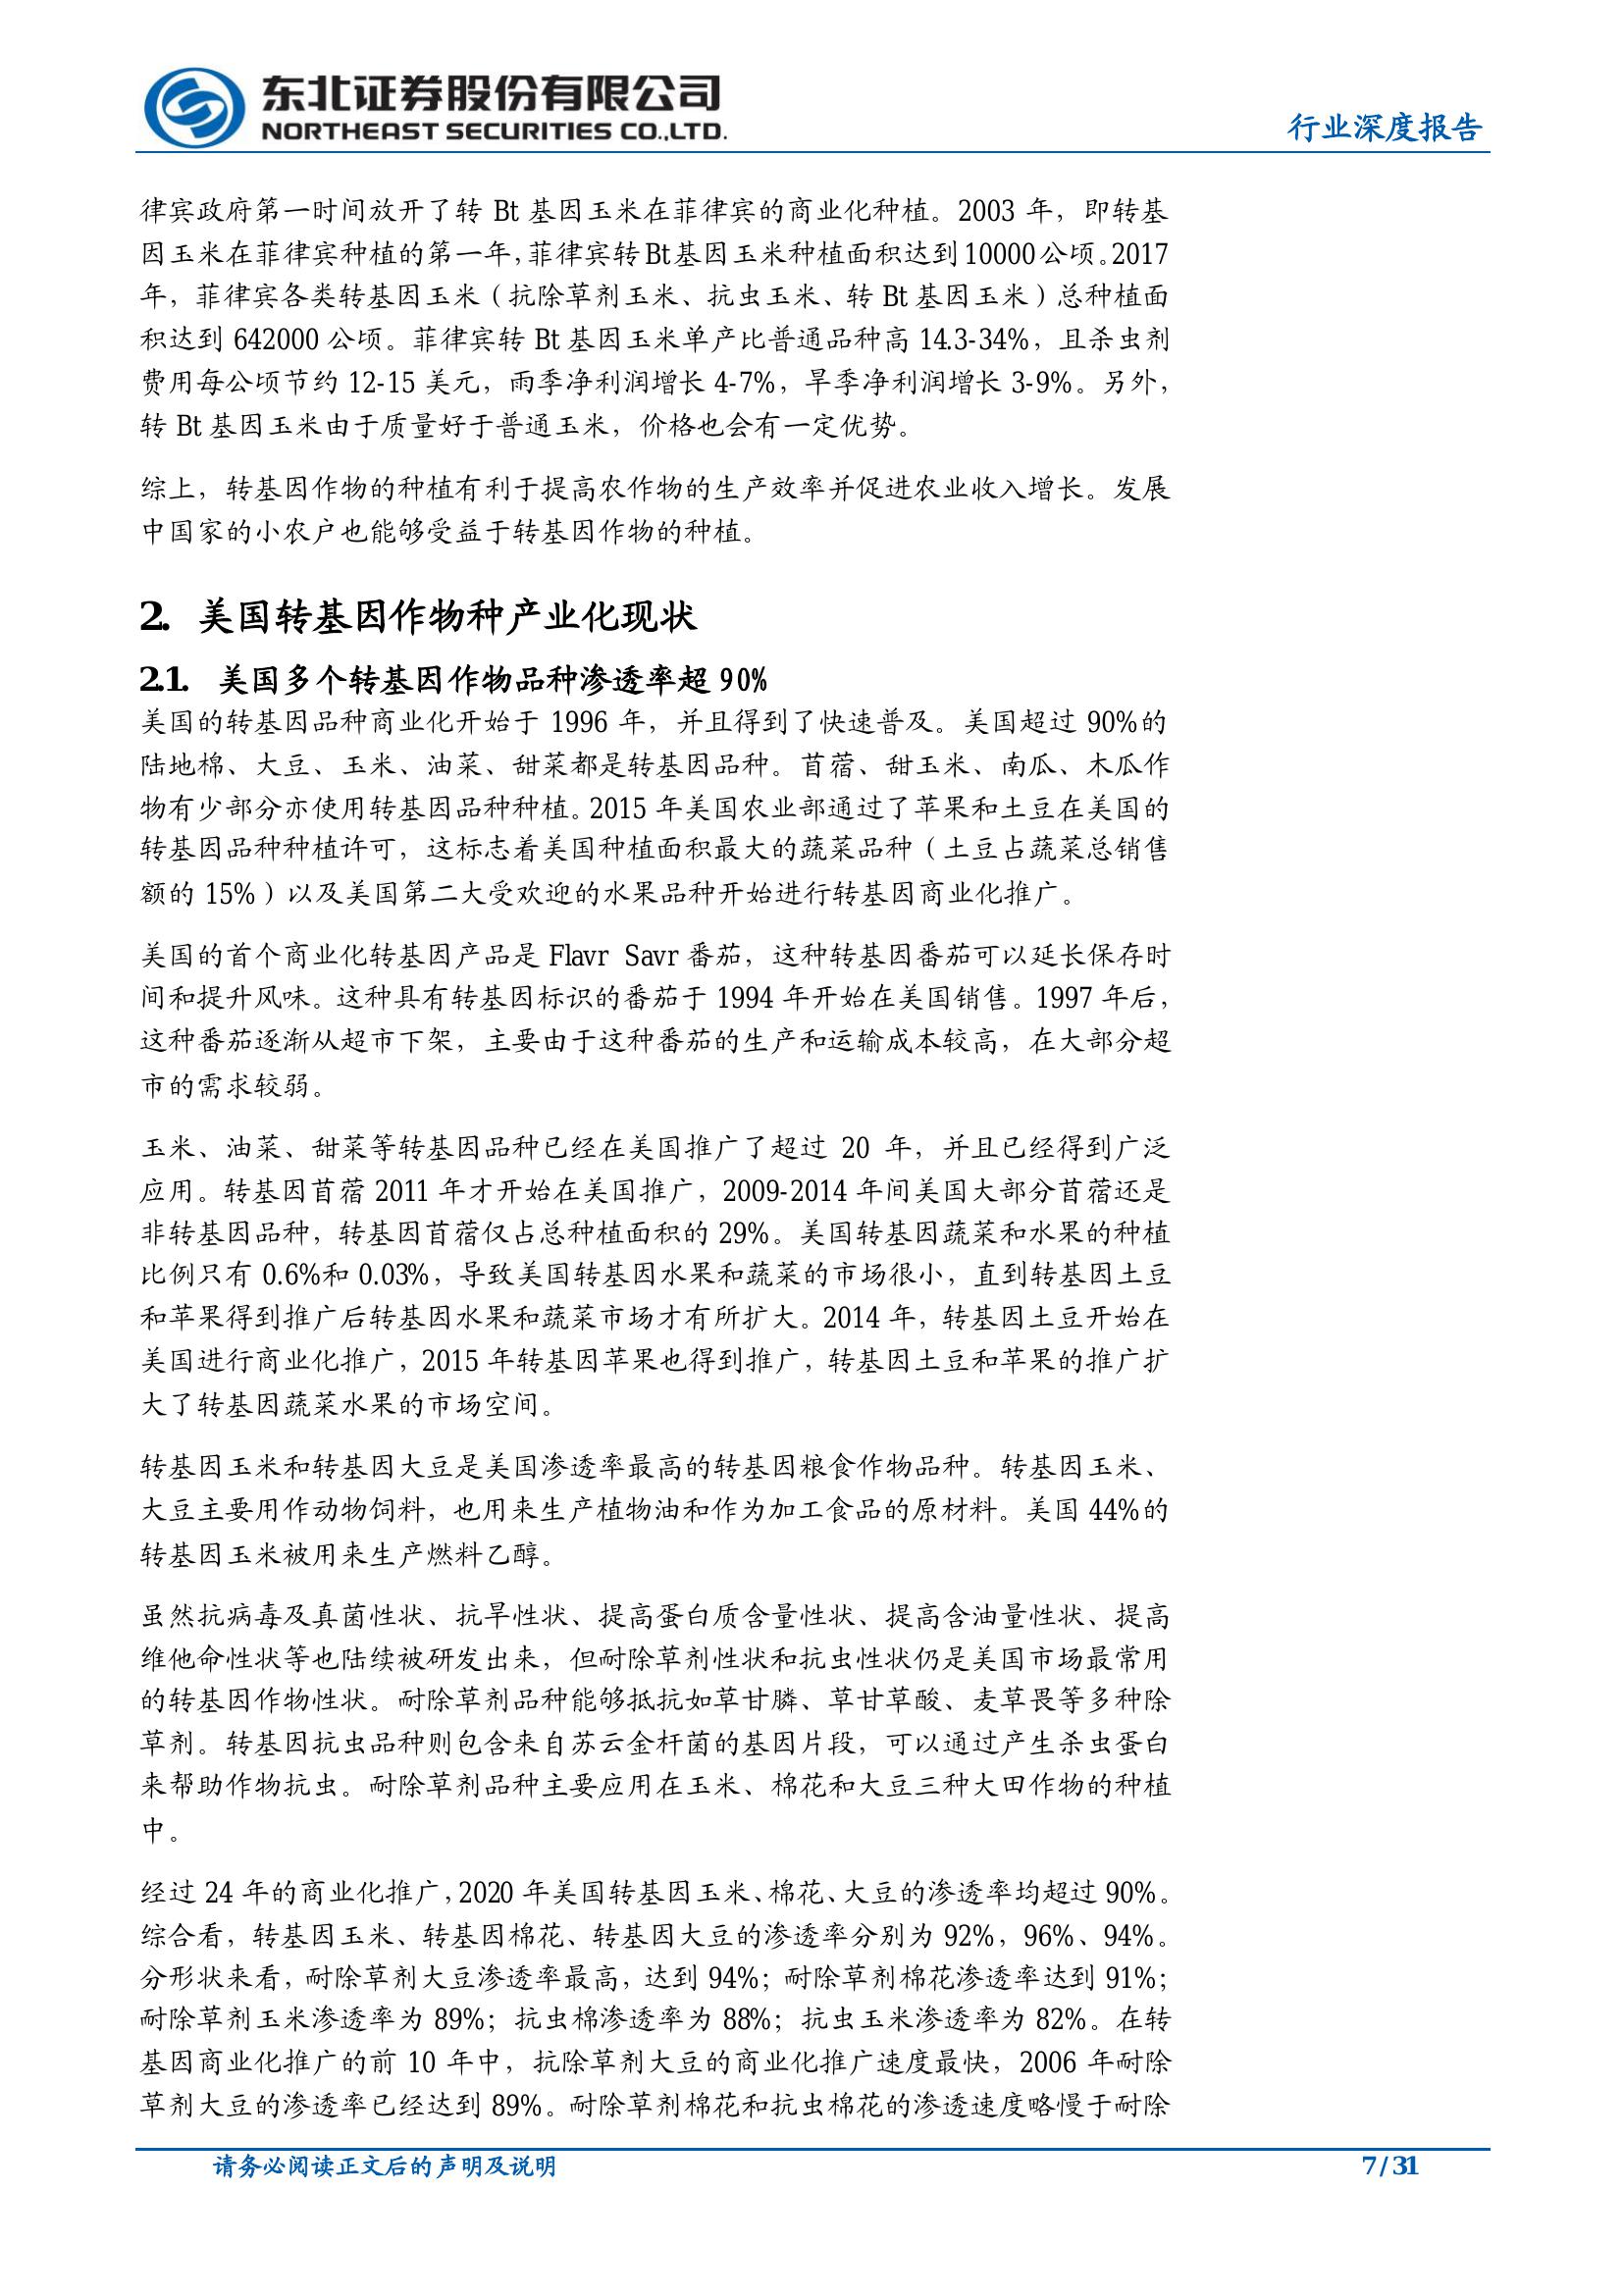 东北证券股份有限公司
NORTHEAST SECURITIES CO.,LTD.
行业深度报告
律宾政府第一时间放开了转 Bt 基因玉米在菲律宾的商业化种植。2003 年，即转基
因玉米在菲律宾种植的第一年，菲律宾转 Bt 基因玉米种植面积达到 10000 公顷。2017
年，菲律宾各类转基因玉米（抗除草剂玉米、抗虫玉米、转 Bt 基因玉米）总种植面
积达到 642000 公顷。菲律宾转 Bt 基因玉米单产比普通品种高 14.3-34%，且杀虫剂
费用每公顷节约 12-15 美元，雨季净利润增长 4-7%，旱季净利润增长 3-9%。另外，
转 Bt 基因玉米由于质量好于普通玉米，价格也会有一定优势。
综上，转基因作物的种植有利于提高农作物的生产效率并促进农业收入增长。发展
中国家的小农户也能够受益于转基因作物的种植。
2. 美国转基因作物种产业化现状
2.1. 美国多个转基因作物品种渗透率超 90%
美国的转基因品种商业化开始于 1996 年，并且得到了快速普及。美国超过 90%的
陆地棉、大豆、玉米、油菜、甜菜都是转基因品种。苜蓿、甜玉米、南瓜、木瓜作
物有少部分亦使用转基因品种种植。2015 年美国农业部通过了苹果和土豆在美国的
转基因品种种植许可，这标志着美国种植面积最大的蔬菜品种（土豆占蔬菜总销售
额的 15%）以及美国第二大受欢迎的水果品种开始进行转基因商业化推广。
美国的首个商业化转基因产品是 Flavr Savr 番茄，这种转基因番茄可以延长保存时
间和提升风味。这种具有转基因标识的番茄于 1994 年开始在美国销售。1997 年后，
这种番茄逐渐从超市下架，主要由于这种番茄的生产和运输成本较高，在大部分超
市的需求较弱。
玉米、油菜、甜菜等转基因品种已经在美国推广了超过 20 年，并且已经得到广泛
应用。转基因苜蓿 2011 年才开始在美国推广，2009-2014 年间美国大部分苜蓿还是
非转基因品种，转基因苜蓿仅占总种植面积的 29%。美国转基因蔬菜和水果的种植
比例只有 0.6%和 0.03%，导致美国转基因水果和蔬菜的市场很小，直到转基因土豆
和苹果得到推广后转基因水果和蔬菜市场才有所扩大。2014 年，转基因土豆开始在
美国进行商业化推广，2015 年转基因苹果也得到推广，转基因土豆和苹果的推广扩
大了转基因蔬菜水果的市场空间。
转基因玉米和转基因大豆是美国渗透率最高的转基因粮食作物品种。转基因玉米、
大豆主要用作动物饲料，也用来生产植物油和作为加工食品的原材料。美国 44%的
转基因玉米被用来生产燃料乙醇。
虽然抗病毒及真菌性状、抗旱性状、提高蛋白质含量性状、提高含油量性状、提高
维他命性状等也陆续被研发出来，但耐除草剂性状和抗虫性状仍是美国市场最常用
的转基因作物性状。耐除草剂品种能够抵抗如草甘膦、草甘草酸、麦草畏等多种除
草剂。转基因抗虫品种则包含来自苏云金杆菌的基因片段，可以通过产生杀虫蛋白
来帮助作物抗虫。耐除草剂品种主要应用在玉米、棉花和大豆三种大田作物的种植
中。
经过 24 年的商业化推广，2020 年美国转基因玉米、棉花、大豆的渗透率均超过 90%。
综合看，转基因玉米、转基因棉花、转基因大豆的渗透率分别为 92%，96%、94%。
分形状来看，耐除草剂大豆渗透率最高，达到 94%；耐除草剂棉花渗透率达到 91%；
耐除草剂玉米渗透率为 89%；抗虫棉渗透率为 88%；抗虫玉米渗透率为 82%。在转
基因商业化推广的前 10 年中，抗除草剂大豆的商业化推广速度最快，2006 年耐除
草剂大豆的渗透率已经达到 89%。耐除草剂棉花和抗虫棉花的渗透速度略慢于耐除
请务必阅读正文后的声明及说明
7 / 31